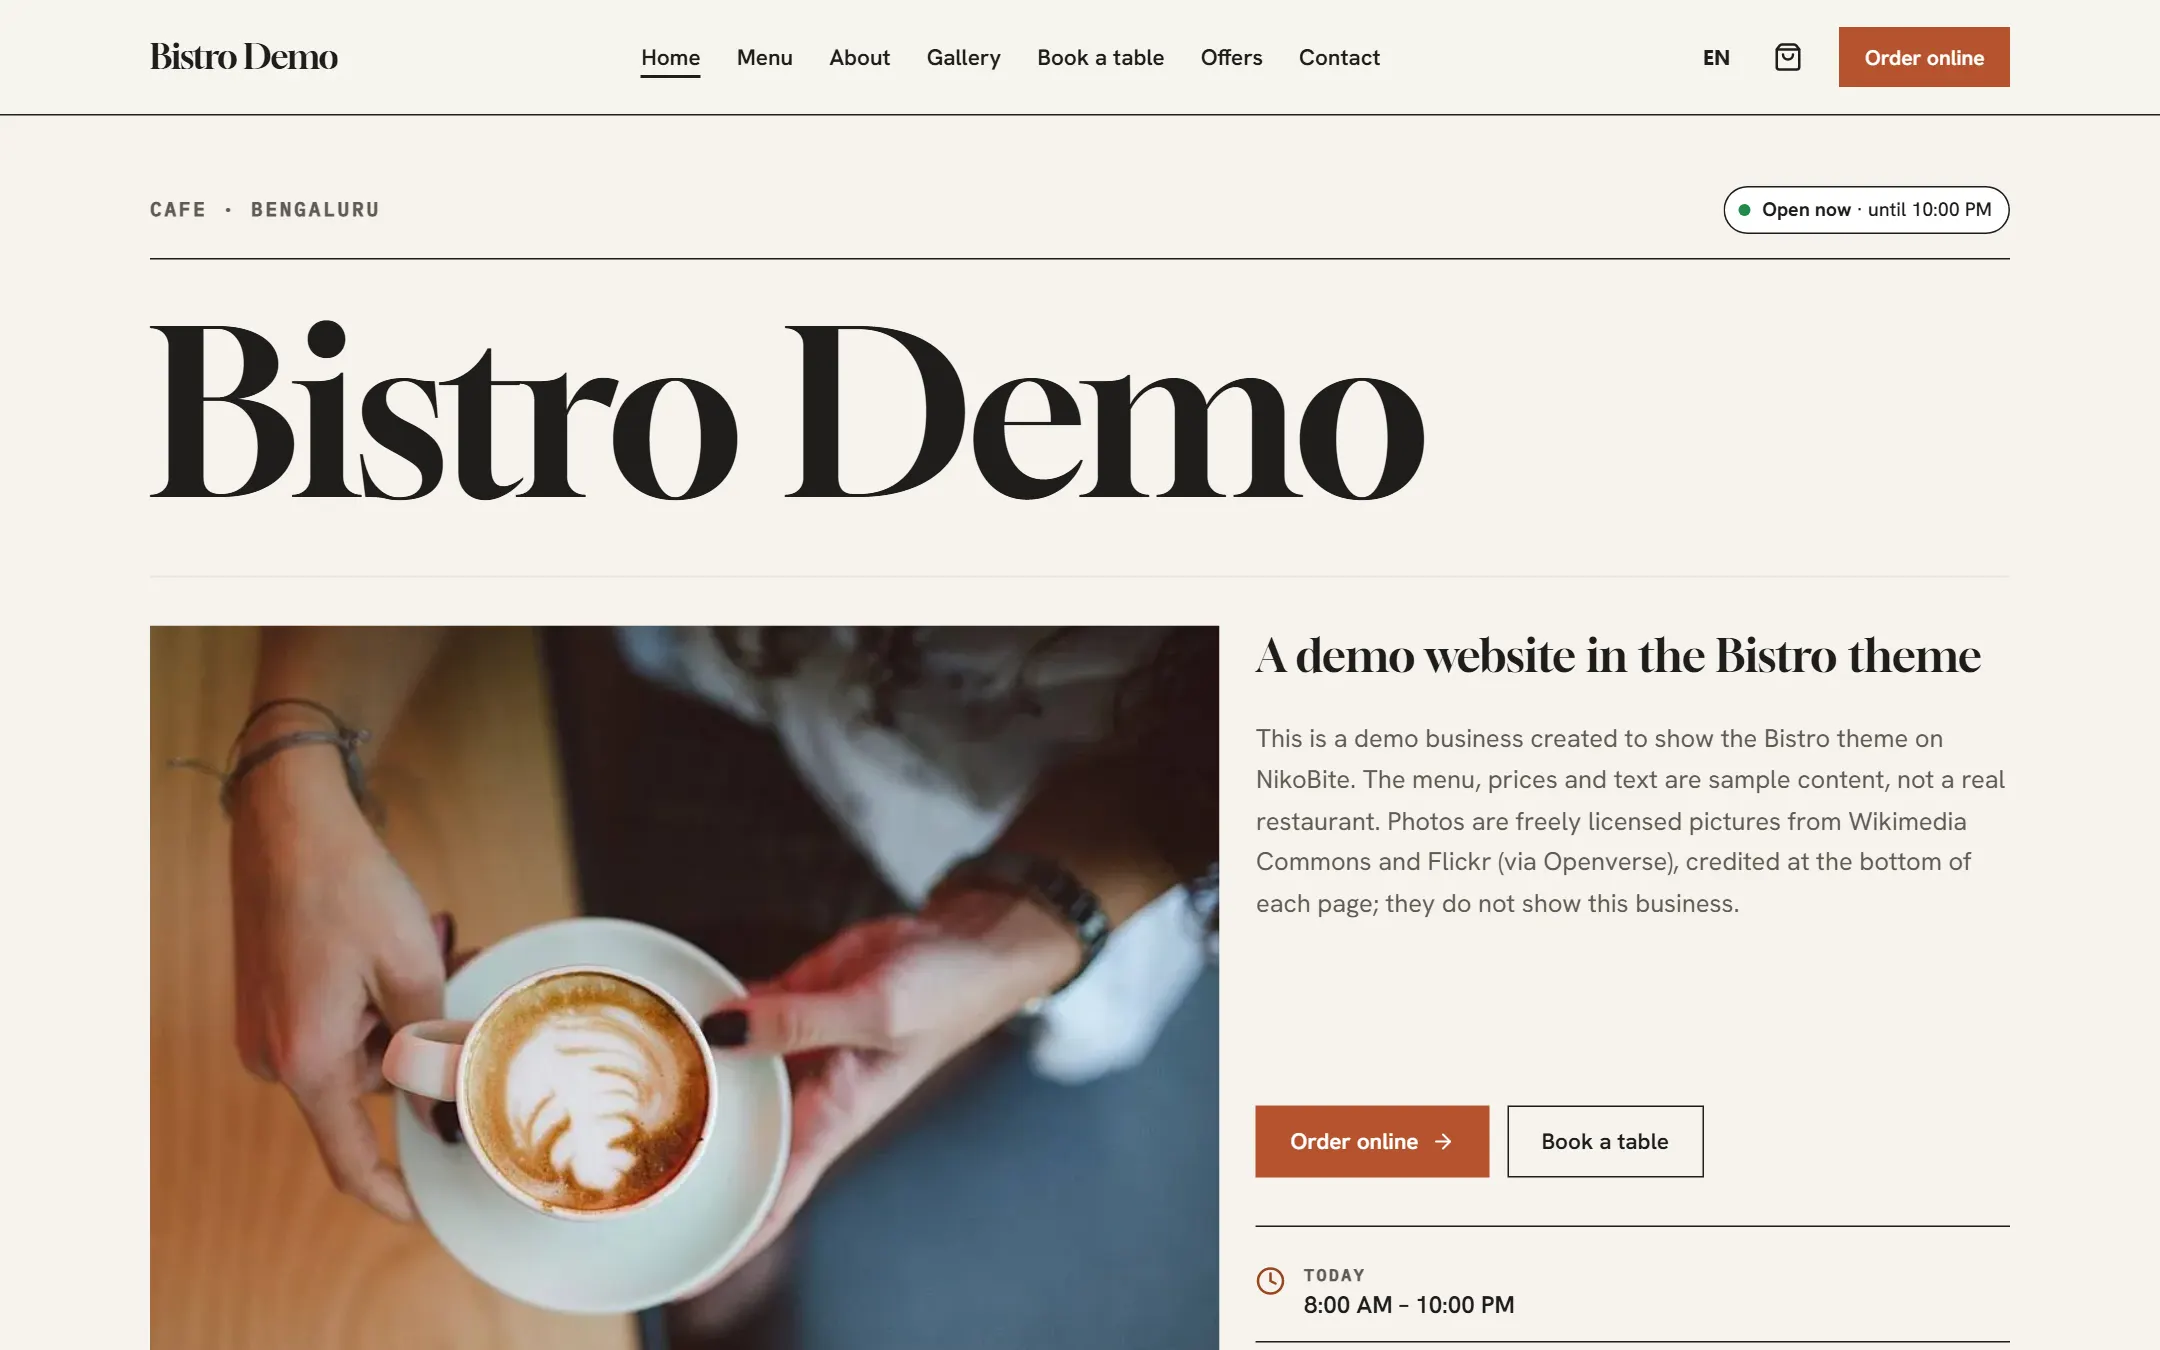 Bistro Demo
Home Menu About Gallery Book a table Offers Contact
EN
Order online
CAFE · BENGALURU
Open now · until 10:00 PM
Bistro Demo
A demo website in the Bistro theme
This is a demo business created to show the Bistro theme on
NikoBite. The menu, prices and text are sample content, not a real
restaurant. Photos are freely licensed pictures from Wikimedia
Commons and Flickr (via Openverse), credited at the bottom of
each page; they do not show this business.
Order online →
Book a table
TODAY
8:00 AM – 10:00 PM